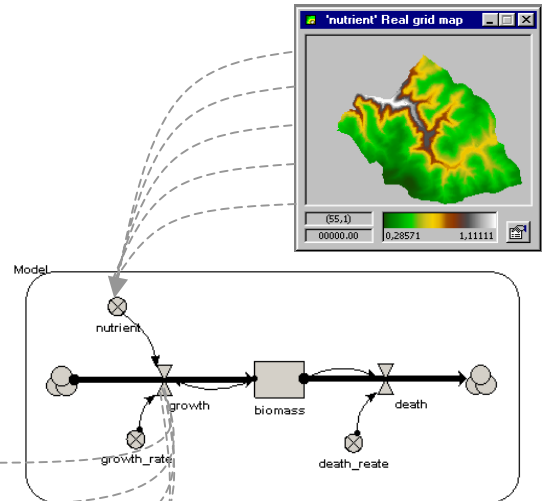 'nutrient' Real grid map
(55,1)
00000.00
0,28571
1,11111
Model
nutrient
growth
biomass
death
growth_rate
death_reate